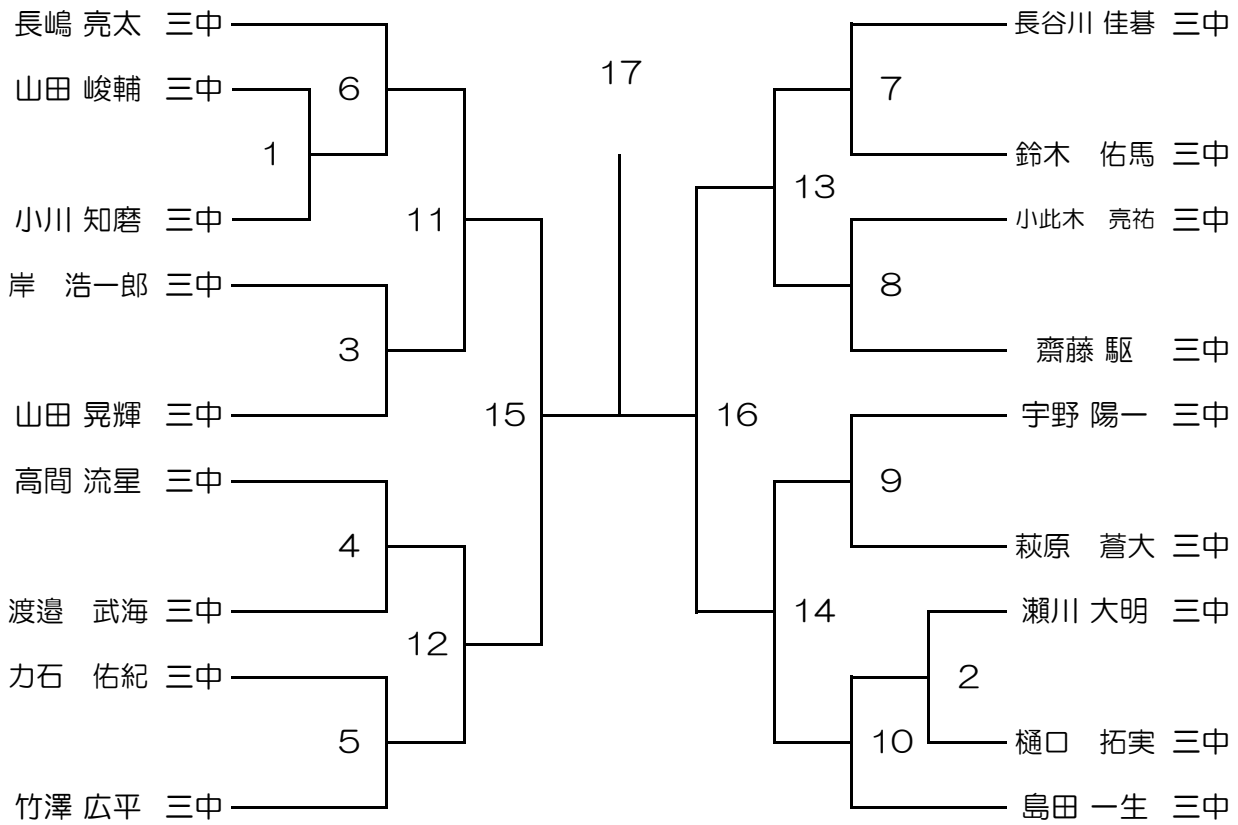 長嶋 亮太 三中
山田 峻輔 三中
小川 知磨 三中
岸 浩一郎 三中
山田 晃輝 三中
高間 流星 三中
渡邉 武海 三中
力石 佑紀 三中
竹澤 広平 三中
1
6
3
4
5
11
12
15
17
16
13
14
7
8
9
10
2
長谷川 佳碁 三中
鈴木 佑馬 三中
小此木 亮祐 三中
齋藤 駆 三中
宇野 陽一 三中
萩原 蒼大 三中
瀬川 大明 三中
樋口 拓実 三中
島田 一生 三中